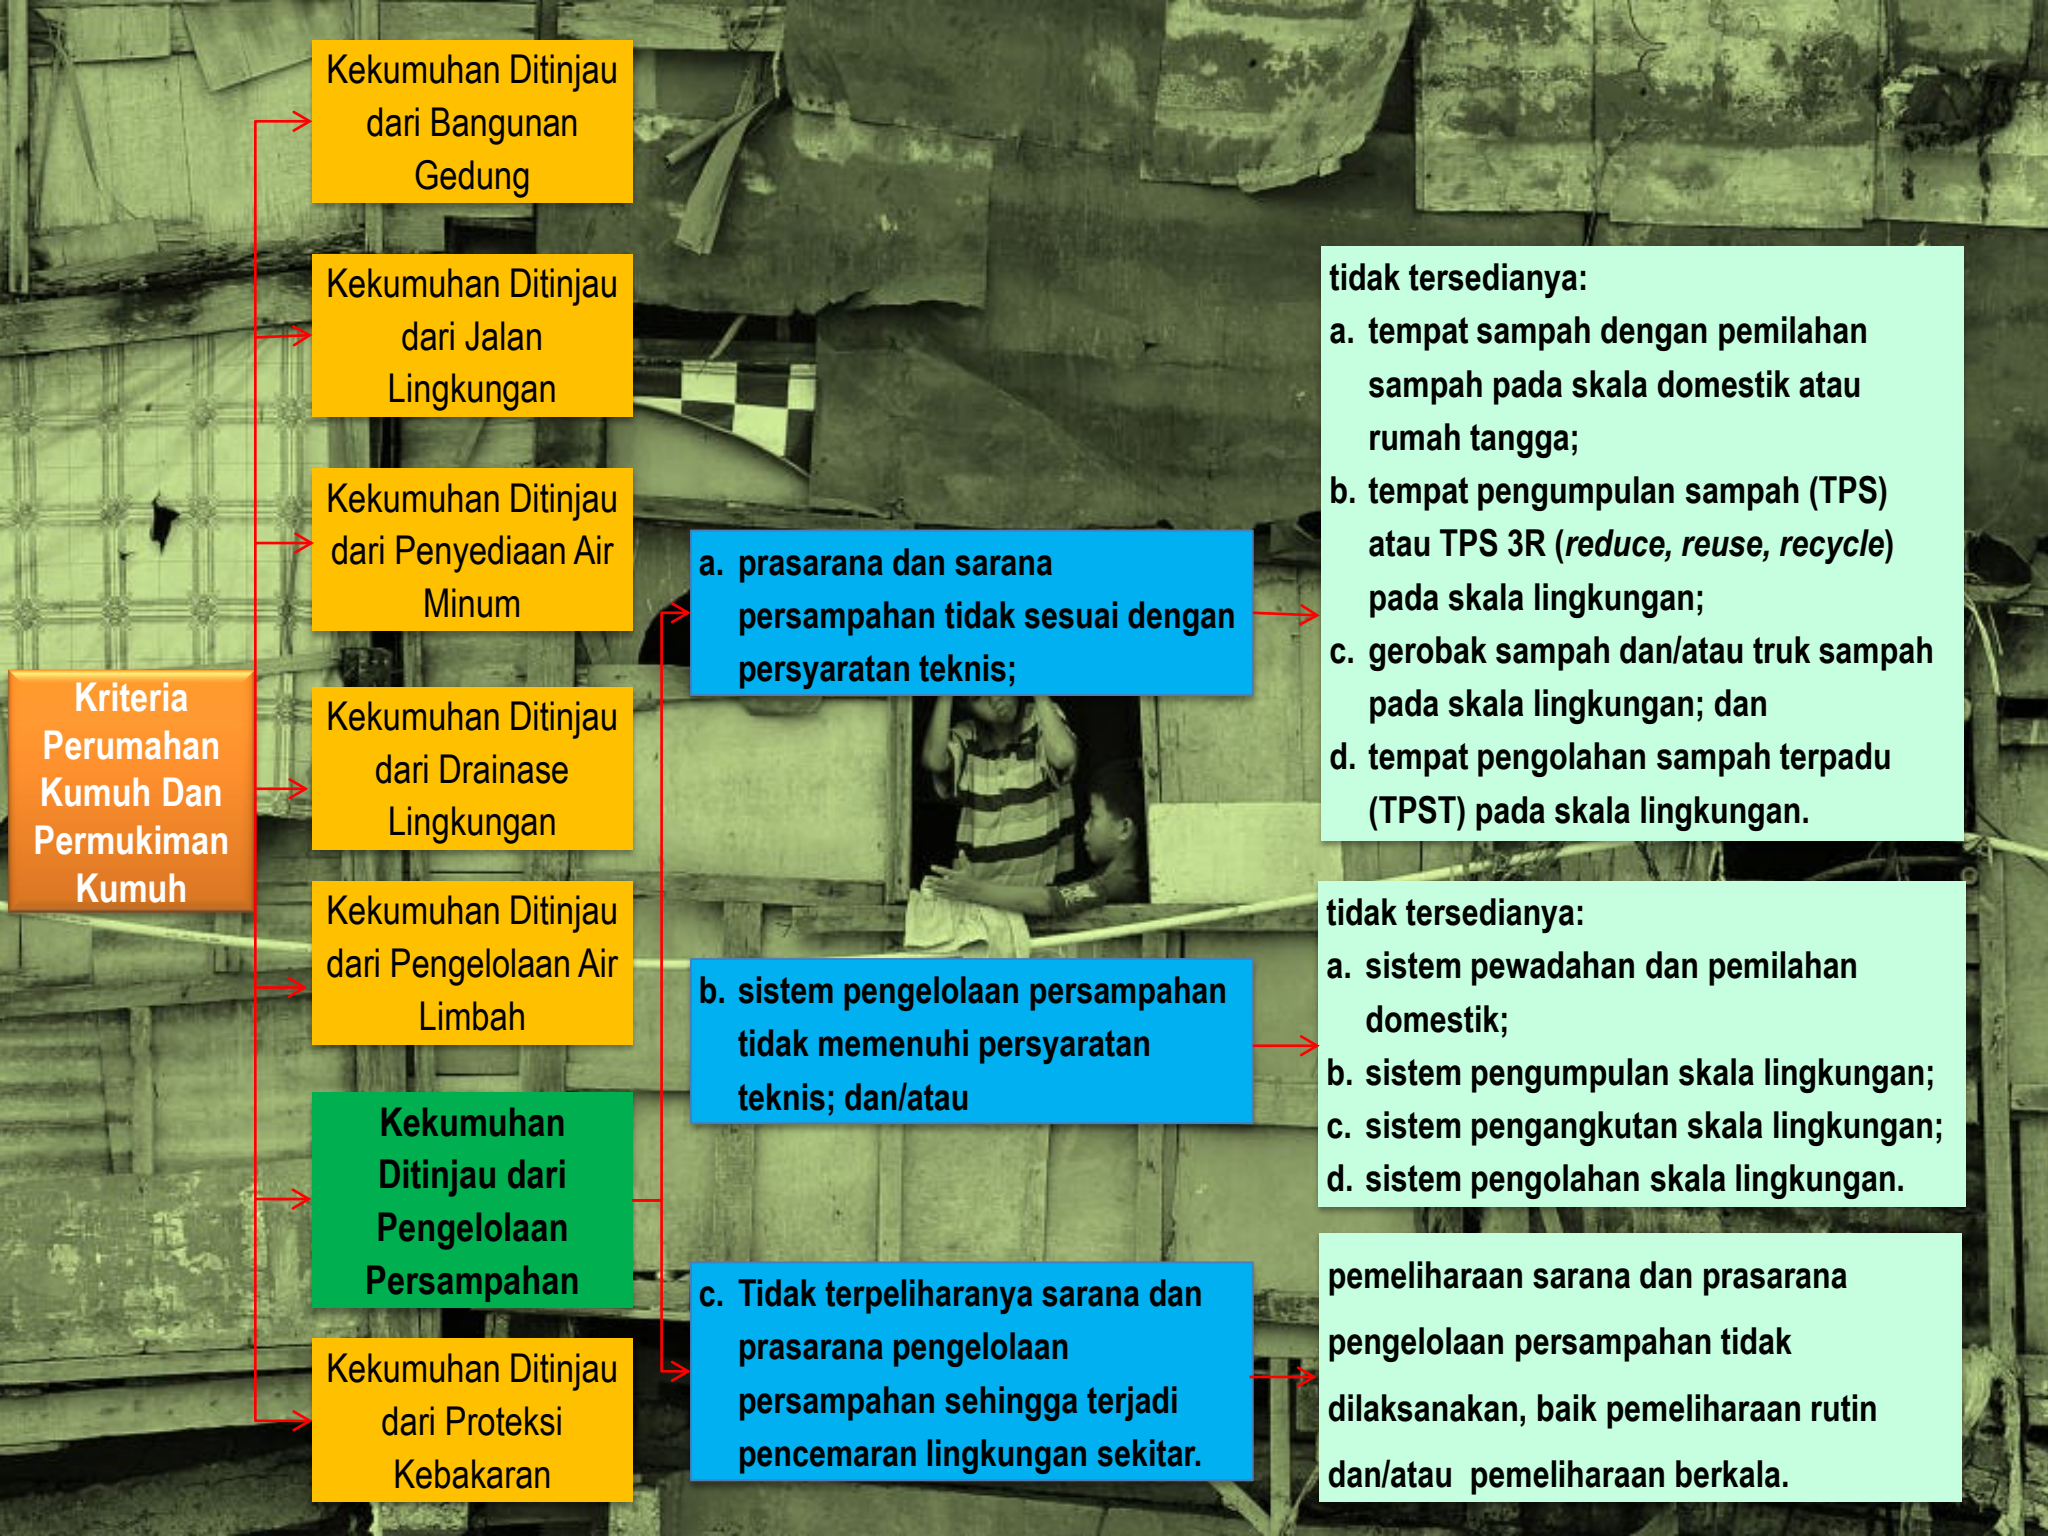 Kriteria
Perumahan
Kumuh Dan
Permukiman
Kumuh
Kekumuhan Ditinjau
dari Bangunan
Gedung
Kekumuhan Ditinjau
dari Jalan
Lingkungan
Kekumuhan Ditinjau
dari Penyediaan Air
Minum
Kekumuhan Ditinjau
dari Drainase
Lingkungan
Kekumuhan Ditinjau
dari Pengelolaan Air
Limbah
Kekumuhan
Ditinjau dari
Pengelolaan
Persampahan
Kekumuhan Ditinjau
dari Proteksi
Kebakaran
a. prasarana dan sarana
persampahan tidak sesuai dengan
persyaratan teknis;
b. sistem pengelolaan persampahan
tidak memenuhi persyaratan
teknis; dan/atau
c. Tidak terpeliharanya sarana dan
prasarana pengelolaan
persampahan sehingga terjadi
pencemaran lingkungan sekitar.
tidak tersedianya:
a. tempat sampah dengan pemilahan
sampah pada skala domestik atau
rumah tangga;
b. tempat pengumpulan sampah (TPS)
atau TPS 3R (reduce, reuse, recycle)
pada skala lingkungan;
c. gerobak sampah dan/atau truk sampah
pada skala lingkungan; dan
d. tempat pengolahan sampah terpadu
(TPST) pada skala lingkungan.
tidak tersedianya:
a. sistem pewadahan dan pemilahan
domestik;
b. sistem pengumpulan skala lingkungan;
c. sistem pengangkutan skala lingkungan;
d. sistem pengolahan skala lingkungan.
pemeliharaan sarana dan prasarana
pengelolaan persampahan tidak
dilaksanakan, baik pemeliharaan rutin
dan/atau pemeliharaan berkala.